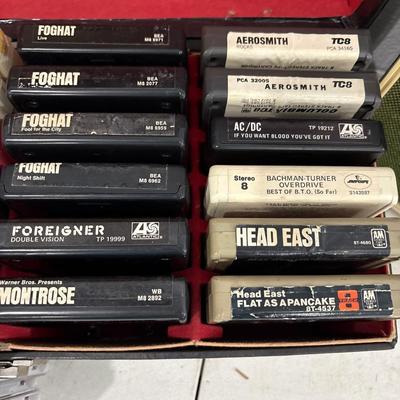 FOGHAT
Live
BEA
M8 6971
FOGHAT
BEA
M8 2077
FOGHAT
Fool for the City
BEA
M8 6959
FOGHAT
Night Shift
BEA
M8 6962
FOREIGNER
DOUBLE VISION
TP 19999
ATLANTIC
Warner Bros. Presents
MONTROSE
WB
M8 2892
AEROSMITH
ROCKS
TC8
PCA 34165
PCA 32005
TC8
AEROSMITH
AC/DC
TP 19212
IF YOU WANT BLOOD YOU'VE GOT IT
ATLANTIC
Stereo
8
BACHMAN-TURNER
OVERDRIVE
BEST OF B.T.O. (So Far)
HEAD EAST
A&M
8T-4680
Head East
FLAT AS A PANCAKE
8T-4537
8
TRACK
A&M